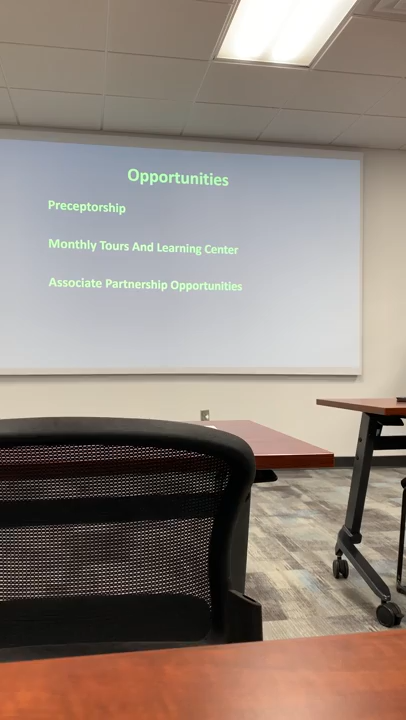 Opportunities
Preceptorship
Monthly Tours And Learning Center
Associate Partnership Opportunities